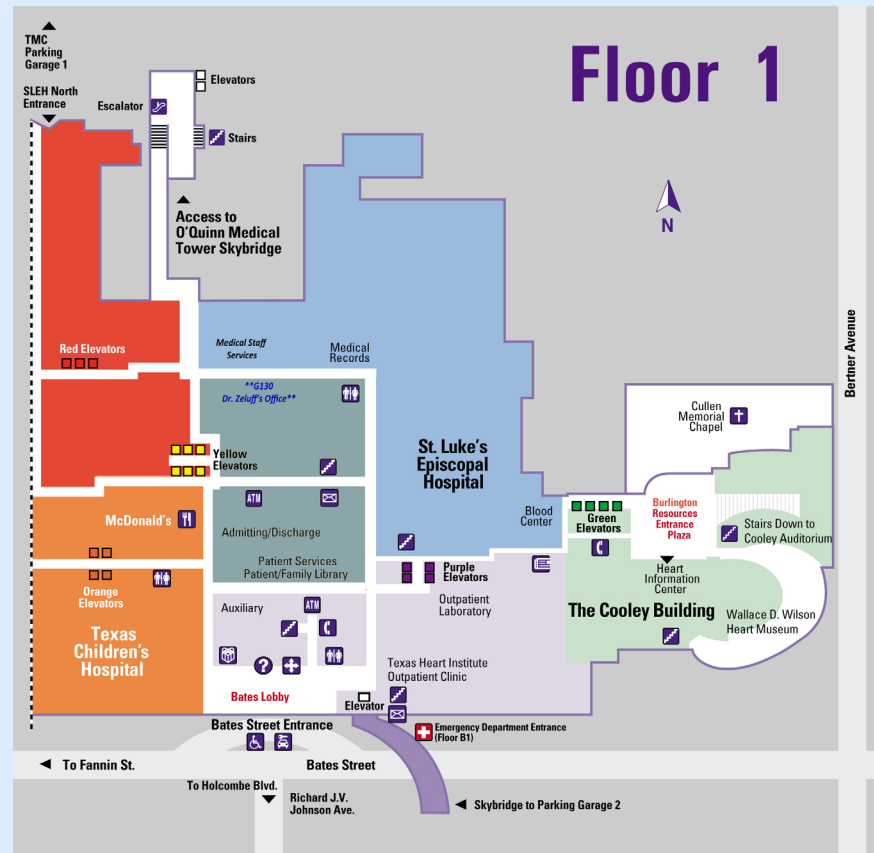 Floor 1
TMC
Parking
Garage 1
SLEH North
Entrance
Escalator
Elevators
Stairs
Access to
O'Quinn Medical
Tower Skybridge
N
Bertner Avenue
Red Elevators
Medical Staff
Services
Medical
Records
**G130
Dr. Zeluff's Office**
Yellow
Elevators
St. Luke's
Episcopal
Hospital
Cullen
Memorial
Chapel
McDonald's
ATM
Admitting/Discharge
Patient Services
Patient/Family Library
Blood
Center
Green
Elevators
Burlington
Resources
Entrance
Plaza
Stairs Down to
Cooley Auditorium
Orange
Elevators
Purple
Elevators
Heart
Information
Center
Texas
Children's
Hospital
Auxiliary
ATM
?
Outpatient
Laboratory
The Cooley Building
Wallace D. Wilson
Heart Museum
Texas Heart Institute
Outpatient Clinic
Bates Lobby
Elevator
Bates Street Entrance
Emergency Department Entrance
(Floor B1)
To Fannin St.
Bates Street
To Holcombe Blvd.
Richard J.V.
Johnson Ave.
Skybridge to Parking Garage 2